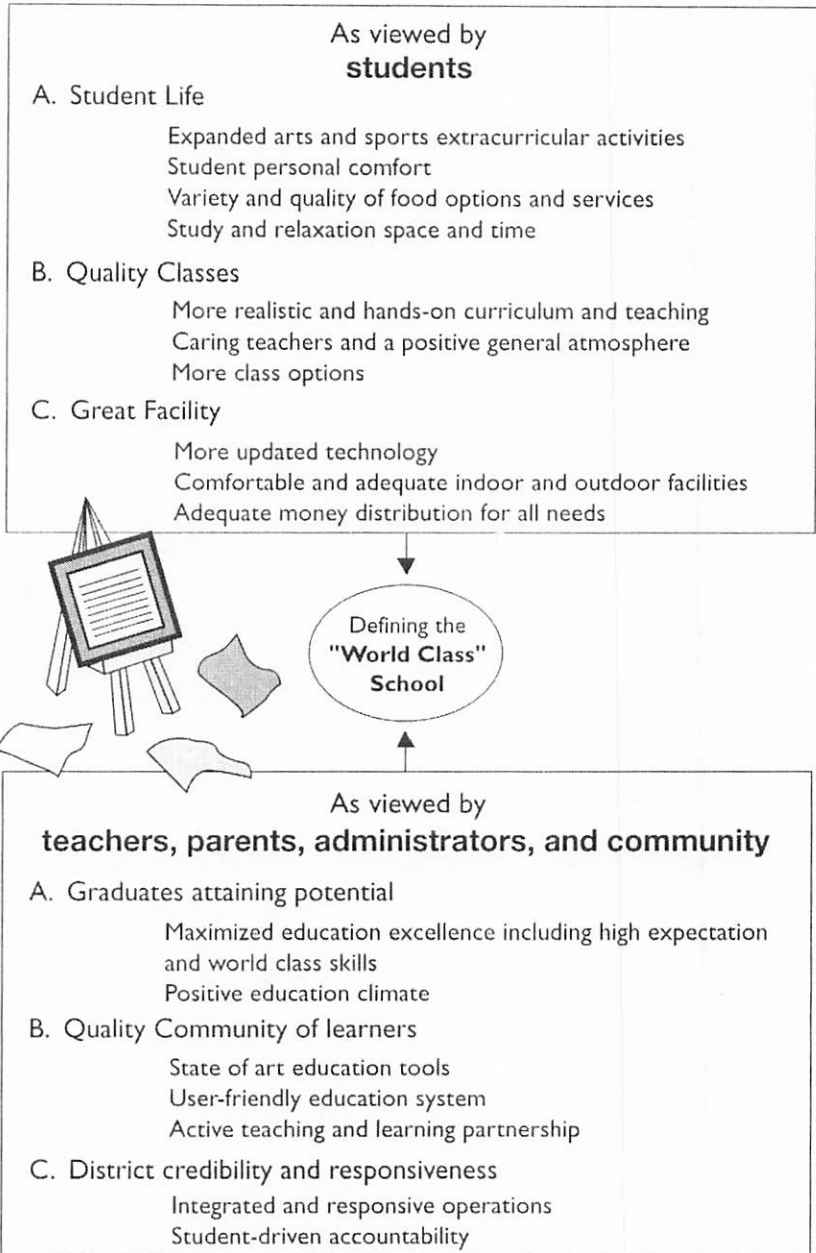 As viewed by
students
A. Student Life
Expanded arts and sports extracurricular activities
Student personal comfort
Variety and quality of food options and services
Study and relaxation space and time
B. Quality Classes
More realistic and hands-on curriculum and teaching
Caring teachers and a positive general atmosphere
More class options
C. Great Facility
More updated technology
Comfortable and adequate indoor and outdoor facilities
Adequate money distribution for all needs
Defining the
"World Class"
School
As viewed by
teachers, parents, administrators, and community
A. Graduates attaining potential
Maximized education excellence including high expectation
and world class skills
Positive education climate
B. Quality Community of learners
State of art education tools
User-friendly education system
Active teaching and learning partnership
C. District credibility and responsiveness
Integrated and responsive operations
Student-driven accountability